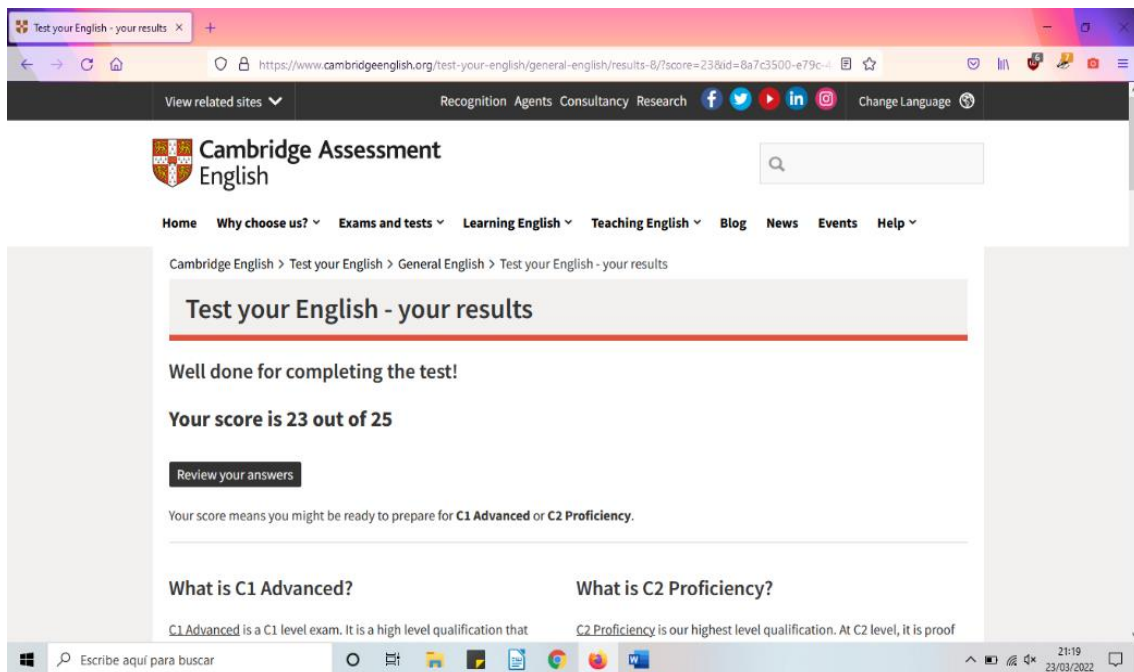 Test your English - your results
https://www.cambridgeenglish.org/test-your-english/general-english/results-8/?score=23&id=8a7c3500-e79c-4
View related sites Recognition Agents Consultancy Research Change Language
Cambridge Assessment
English
Home Why choose us? Exams and tests Learning English Teaching English Blog News Events Help
Cambridge English > Test your English > General English > Test your English - your results
Test your English - your results
Well done for completing the test!
Your score is 23 out of 25
Review your answers
Your score means you might be ready to prepare for C1 Advanced or C2 Proficiency.
What is C1 Advanced? What is C2 Proficiency?
C1 Advanced is a C1 level exam. It is a high level qualification that C2 Proficiency is our highest level qualification. At C2 level, it is proof
Escribe aquí para buscar 21:19
23/03/2022